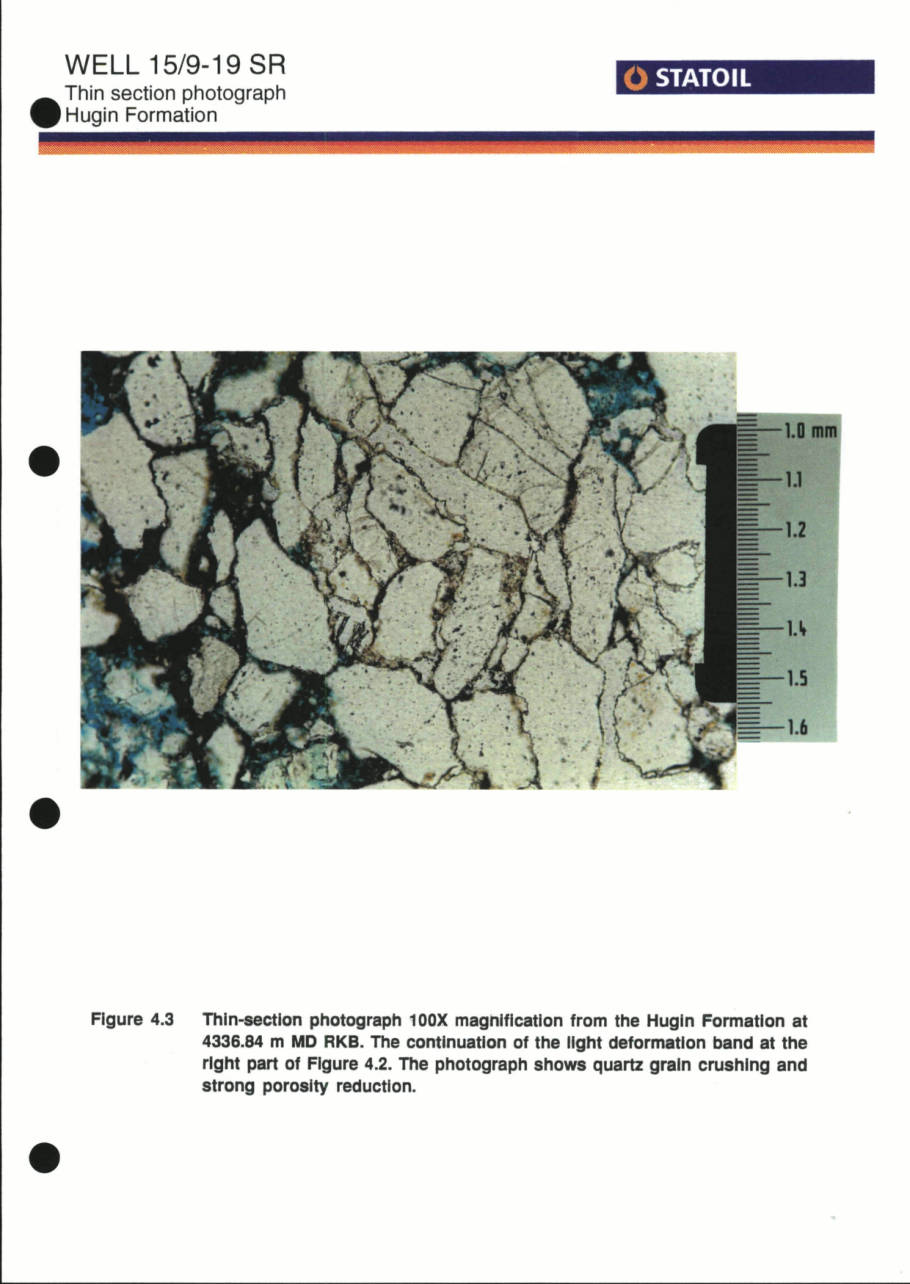 WELL 15/9-19 SR
Thin section photograph
Hugin Formation
STATOIL
1.0 mm
1.1
1.2
1.3
1.4
1.5
1.6
Figure 4.3 Thin-section photograph 100X magnification from the Hugin Formation at
4336.84 m MD RKB. The continuation of the light deformation band at the
right part of Figure 4.2. The photograph shows quartz grain crushing and
strong porosity reduction.